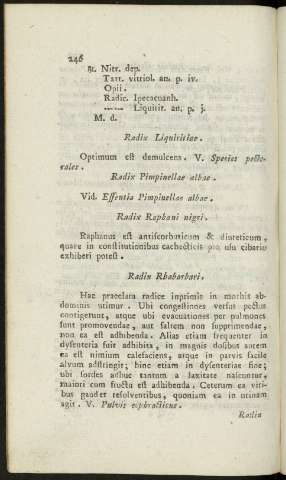 246
℞. Nitr. dep.
Tart. vitriol. an. p. iv.
Opii.
Radic. Ipecacuanh.
—— Liquirit. an. p. j.
M. d.
Radix Liquiritiae.
Optimum est demulcens. V. Species pecto-
rales.
Radix Pimpinellae albae.
Vid. Essentia Pimpinellae albae.
Radix Raphani nigri.
Raphanus est antiscorbuticum & diureticum,
quare in constitutionibus cachecticis pro usu cibario
exhiberi potest.
Radix Rhabarbari.
Hac praeclara radice inprimis in morbis ab-
dominis utimur. Ubi congestiones versus pectus
contigerunt, atque ubi evacuationes per pulmones
sunt promovendae, aut saltem non supprimendae,
non ea est adhibenda. Alias etiam frequenter in
dysenteria fuit adhibita, in magnis dosibus autem
ea est nimium calefaciens, atque in parvis facile
alvum adstringit; hinc etiam in dysenteriae fine;
ubi sordes adhuc tantum a laxitate nascuntur,
maiori cum fructu est adhibenda. Ceterum ea viri-
bus gaudet resolventibus, quoniam ea in urinam
agit. V. Pulvis ecphracticus.
Radix